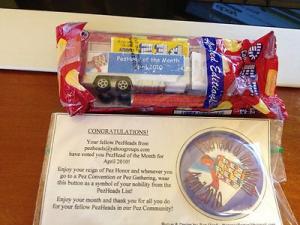 PezHead of the Month
April 2010
Limited Edition
CONGRATULATIONS!
Your fellow PezHeads from
pezheads@yahoogroups.com
have voted you PezHead of the Month for
April 2010!
Enjoy your reign of Pez Honor and whenever you
go to a Pez Convention or Pez Gathering, wear
this button as a symbol of your nobility from the
PezHeads List!
Enjoy your month and thank you for all you do
for your fellow PezHeads in our Pez Community!